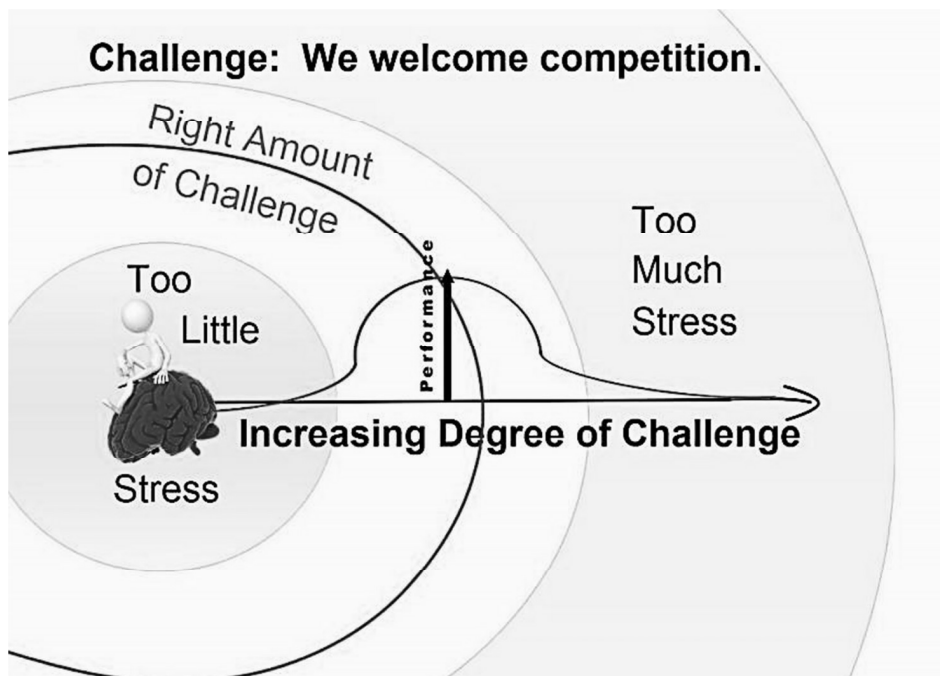 Challenge: We welcome competition.
Right Amount
of Challenge
Too
Little
Stress
Performance
Too
Much
Stress
Increasing Degree of Challenge